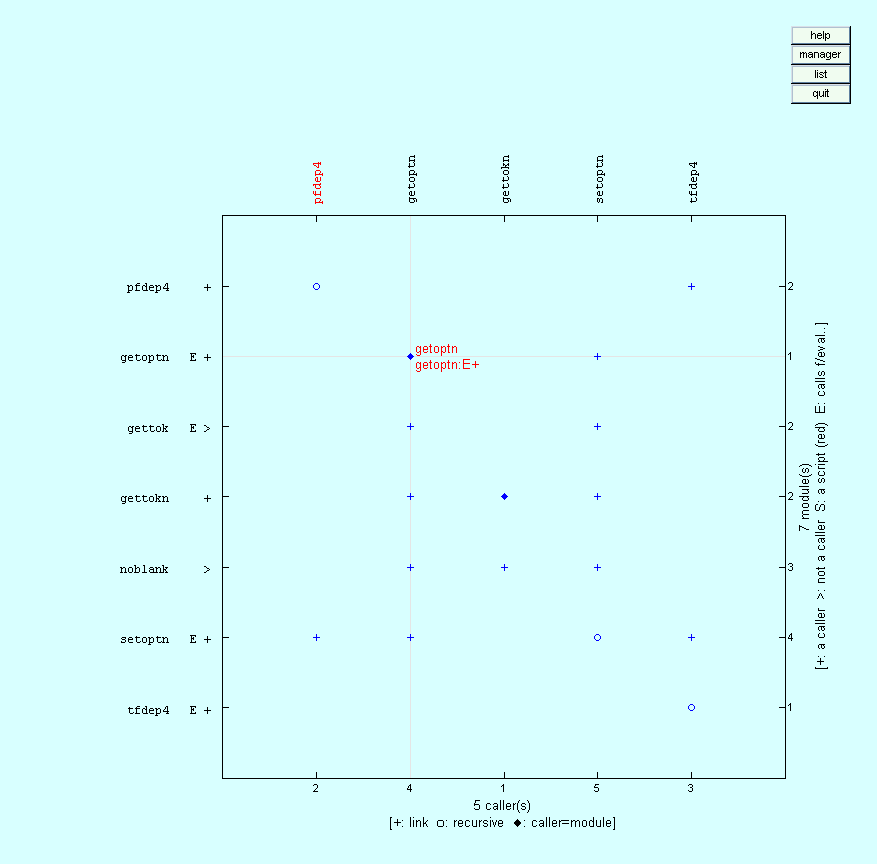 help
manager
list
quit
pfdep4
getoptn
gettokn
setoptn
tfdep4
pfdep4 + 2
getoptn E + 1
getoptn
getoptn:E+
gettok E > 2
gettokn + 2
noblank > 3
setoptn E + 4
tfdep4 E + 1
7 module(s)
[+: a caller >: not a caller S: a script (red) E: calls f/eval..]
2 4 1 5 3
5 caller(s)
[+: link o: recursive ◆: caller=module]